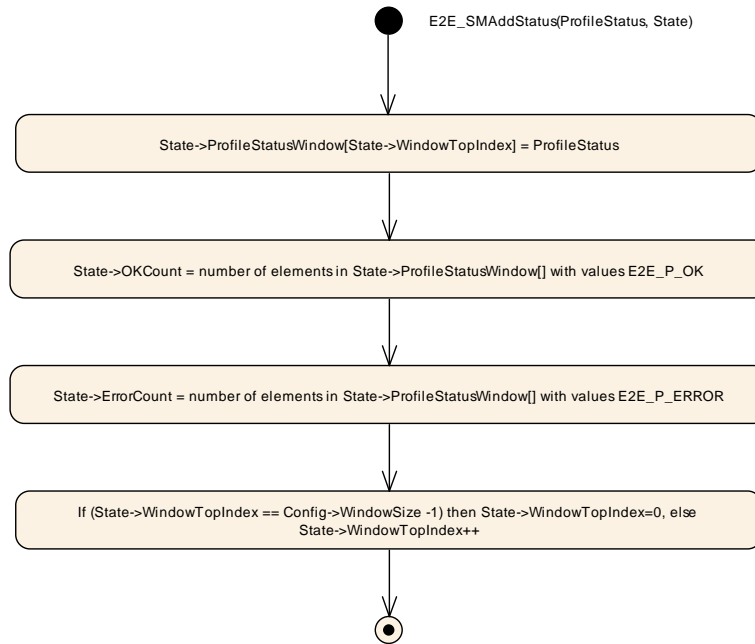 E2E_SMAddStatus(ProfileStatus, State)
State->ProfileStatusWindow[State->WindowTopIndex] = ProfileStatus
State->OKCount = number of elements in State->ProfileStatusWindow[] with values E2E_P_OK
State->ErrorCount = number of elements in State->ProfileStatusWindow[] with values E2E_P_ERROR
If (State->WindowTopIndex == Config->WindowSize -1) then State->WindowTopIndex=0, else
State->WindowTopIndex++